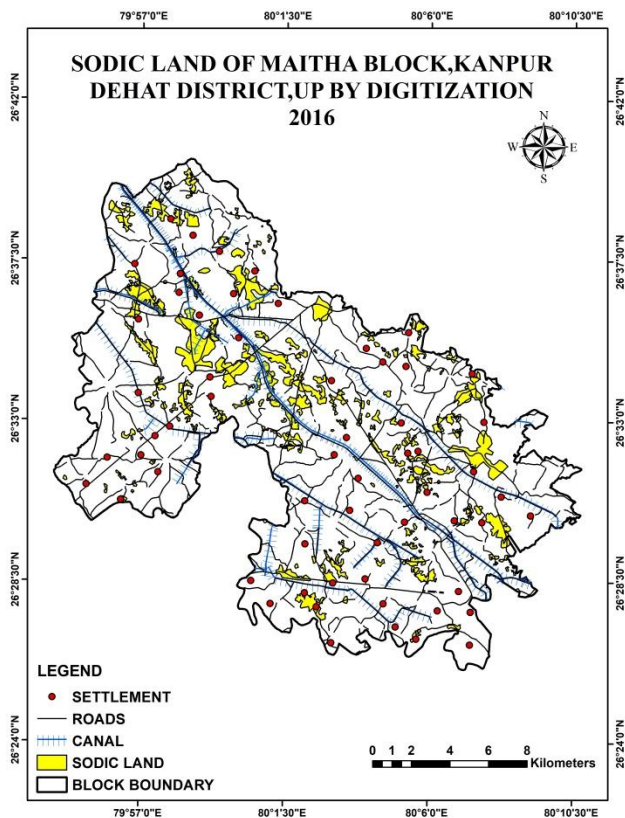 79°57'0"E 80°1'30"E 80°6'0"E 80°10'30"E
SODIC LAND OF MAITHA BLOCK,KANPUR
DEHAT DISTRICT,UP BY DIGITIZATION
2016
N
W E
S
26°42'0"N 26°42'0"N
26°37'30"N 26°37'30"N
26°33'0"N 26°33'0"N
26°28'30"N 26°28'30"N
26°24'0"N 26°24'0"N
LEGEND
SETTLEMENT
ROADS
CANAL
SODIC LAND
BLOCK BOUNDARY
0 1 2 4 6 8
Kilometers
79°57'0"E 80°1'30"E 80°6'0"E 80°10'30"E